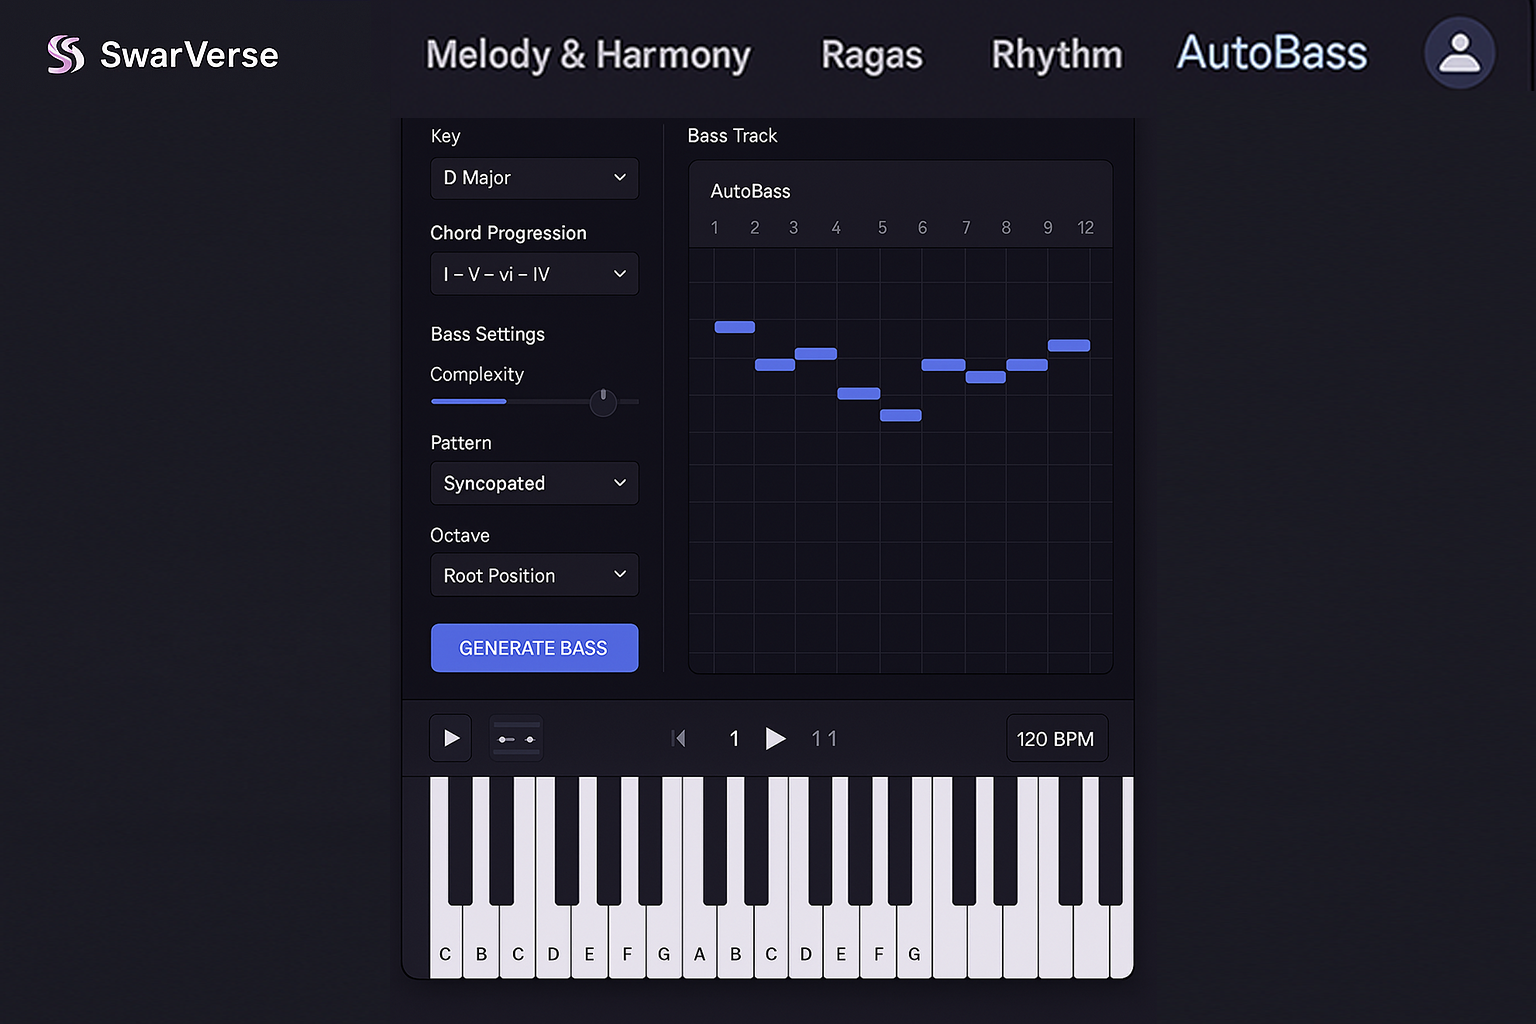 SwarVerse
Melody & Harmony
Ragas
Rhythm
AutoBass
Key
D Major
Chord Progression
I – V – vi – IV
Bass Settings
Complexity
Pattern
Syncopated
Octave
Root Position
GENERATE BASS
Bass Track
AutoBass
1 2 3 4 5 6 7 8 9 12
1 11
120 BPM
C B C D E F G A B C D E F G